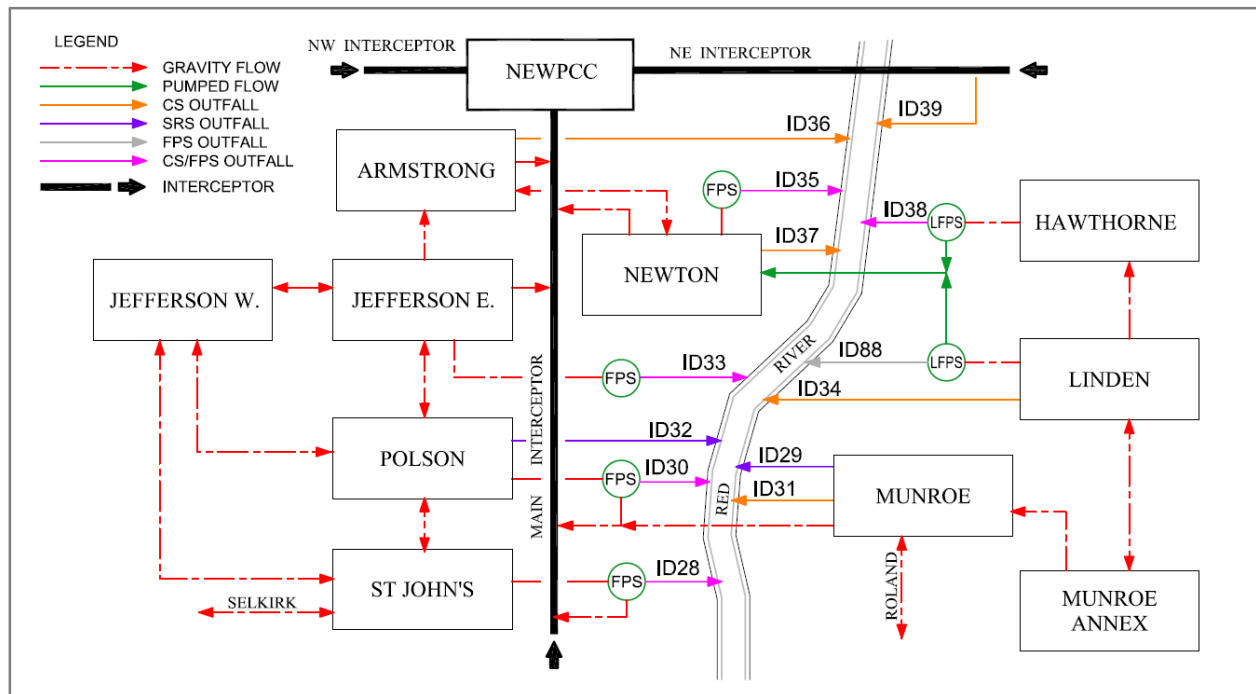 LEGEND
GRAVITY FLOW
PUMPED FLOW
CS OUTFALL
SRS OUTFALL
FPS OUTFALL
CS/FPS OUTFALL
INTERCEPTOR
NW INTERCEPTOR
NEWPCC
NE INTERCEPTOR
ID36
ID39
ARMSTRONG
FPS
ID35
ID38
LFPS
HAWTHORNE
ID37
NEWTON
JEFFERSON W.
JEFFERSON E.
FPS
ID33
RIVER
ID88
LFPS
LINDEN
ID34
MAIN INTERCEPTOR
ID32
POLSON
FPS
ID30
RED
ID29
ID31
MUNROE
ST JOHN'S
FPS
ID28
SELKIRK
ROLAND
MUNROE
ANNEX